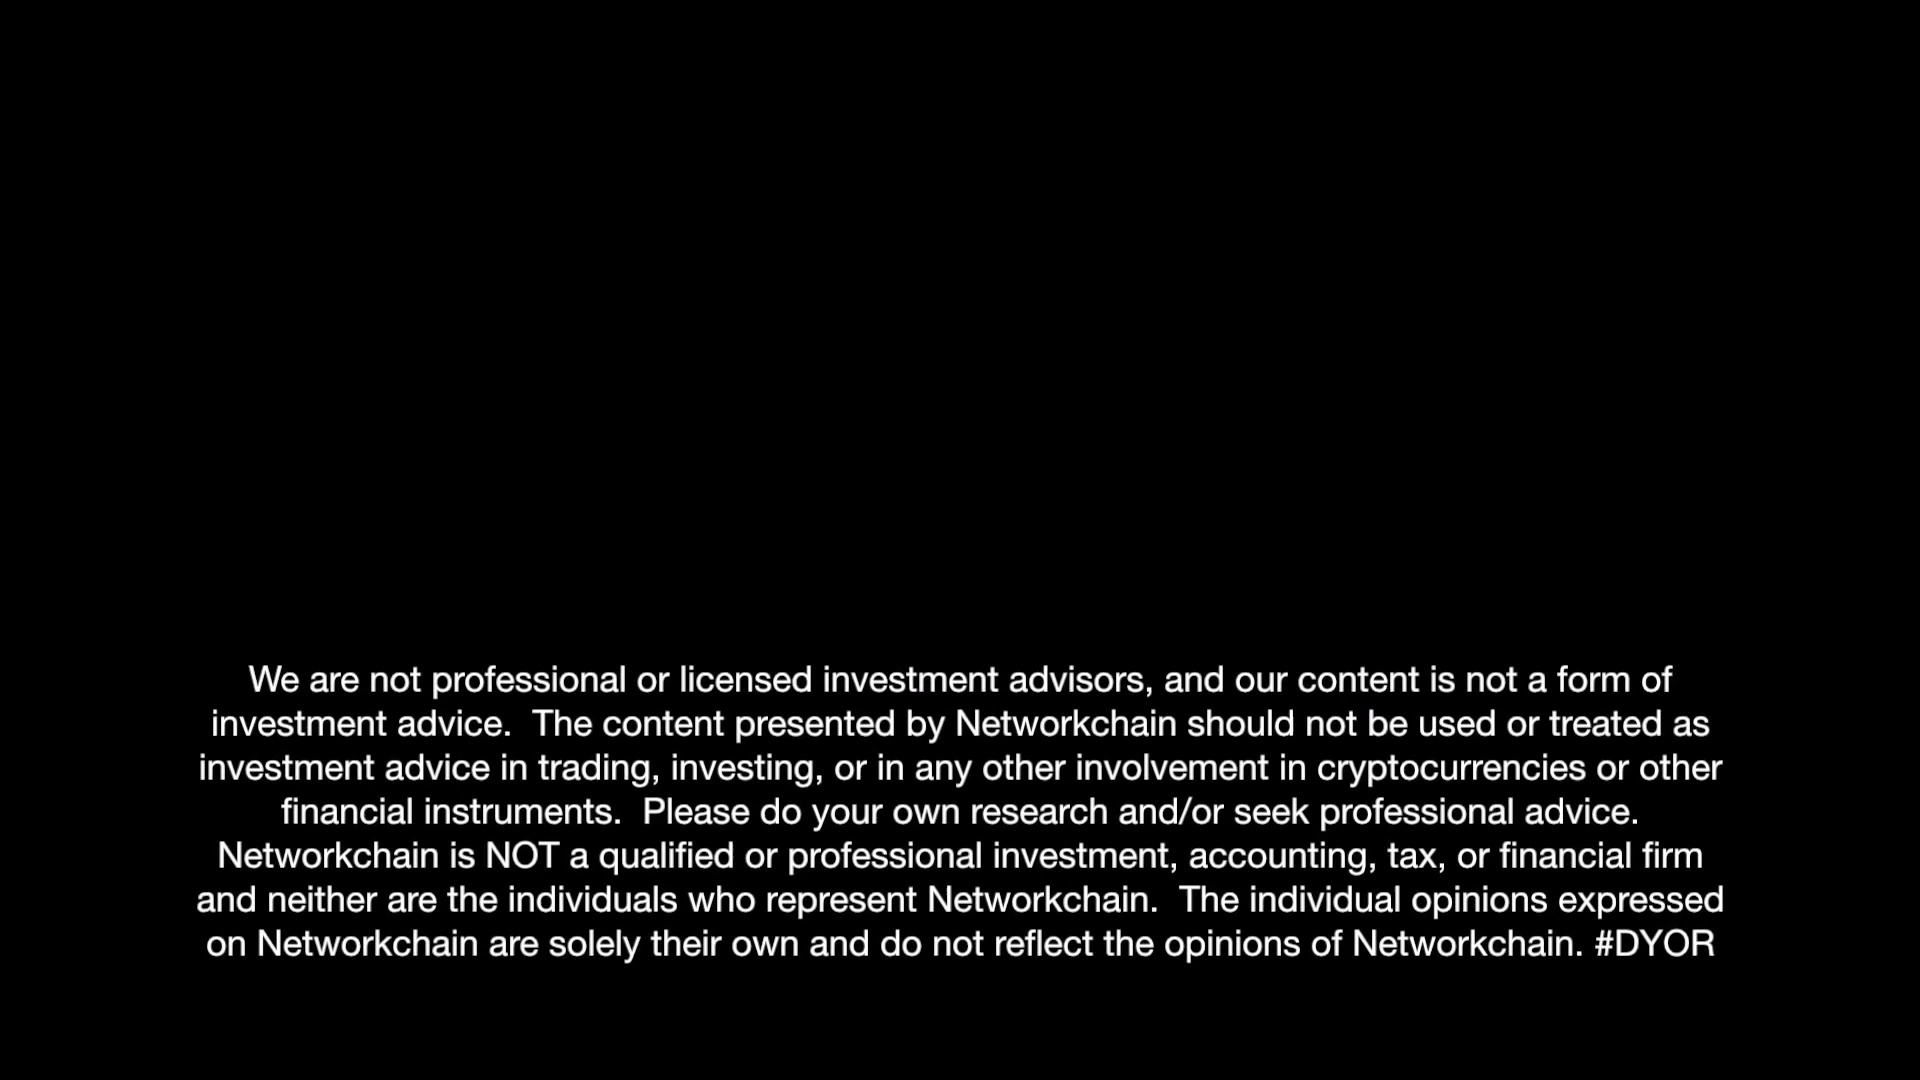 We are not professional or licensed investment advisors, and our content is not a form of
investment advice.  The content presented by Networkchain should not be used or treated as
investment advice in trading, investing, or in any other involvement in cryptocurrencies or other
financial instruments.  Please do your own research and/or seek professional advice.
Networkchain is NOT a qualified or professional investment, accounting, tax, or financial firm
and neither are the individuals who represent Networkchain.  The individual opinions expressed
on Networkchain are solely their own and do not reflect the opinions of Networkchain. #DYOR